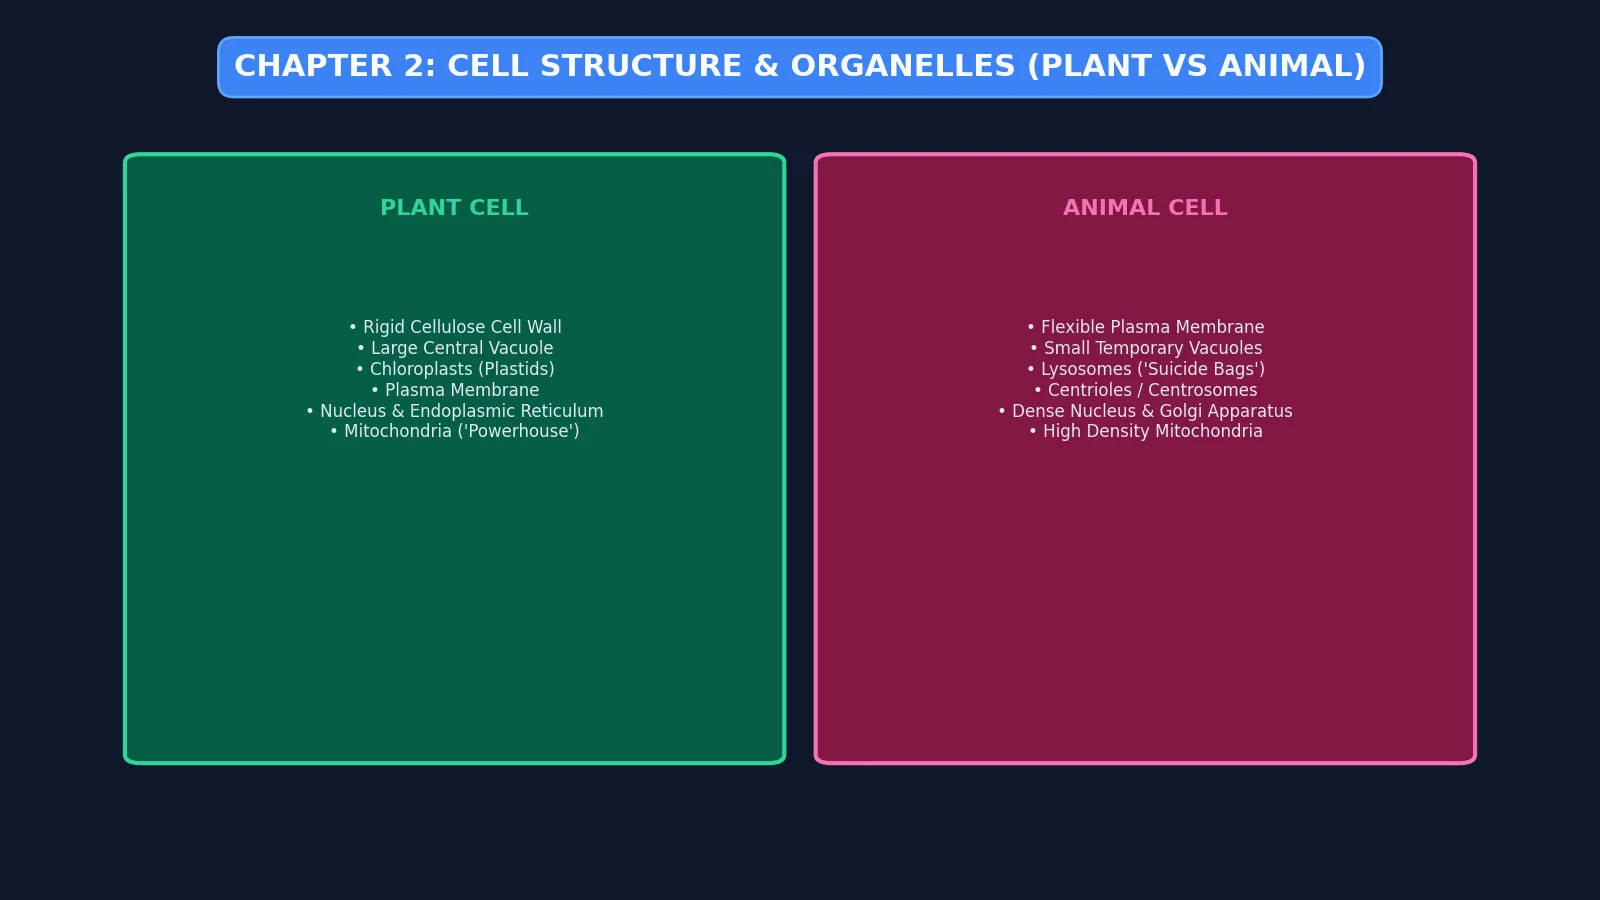 CHAPTER 2: CELL STRUCTURE & ORGANELLES (PLANT VS ANIMAL)
PLANT CELL
• Rigid Cellulose Cell Wall
• Large Central Vacuole
• Chloroplasts (Plastids)
• Plasma Membrane
• Nucleus & Endoplasmic Reticulum
• Mitochondria ('Powerhouse')
ANIMAL CELL
• Flexible Plasma Membrane
• Small Temporary Vacuoles
• Lysosomes ('Suicide Bags')
• Centrioles / Centrosomes
• Dense Nucleus & Golgi Apparatus
• High Density Mitochondria